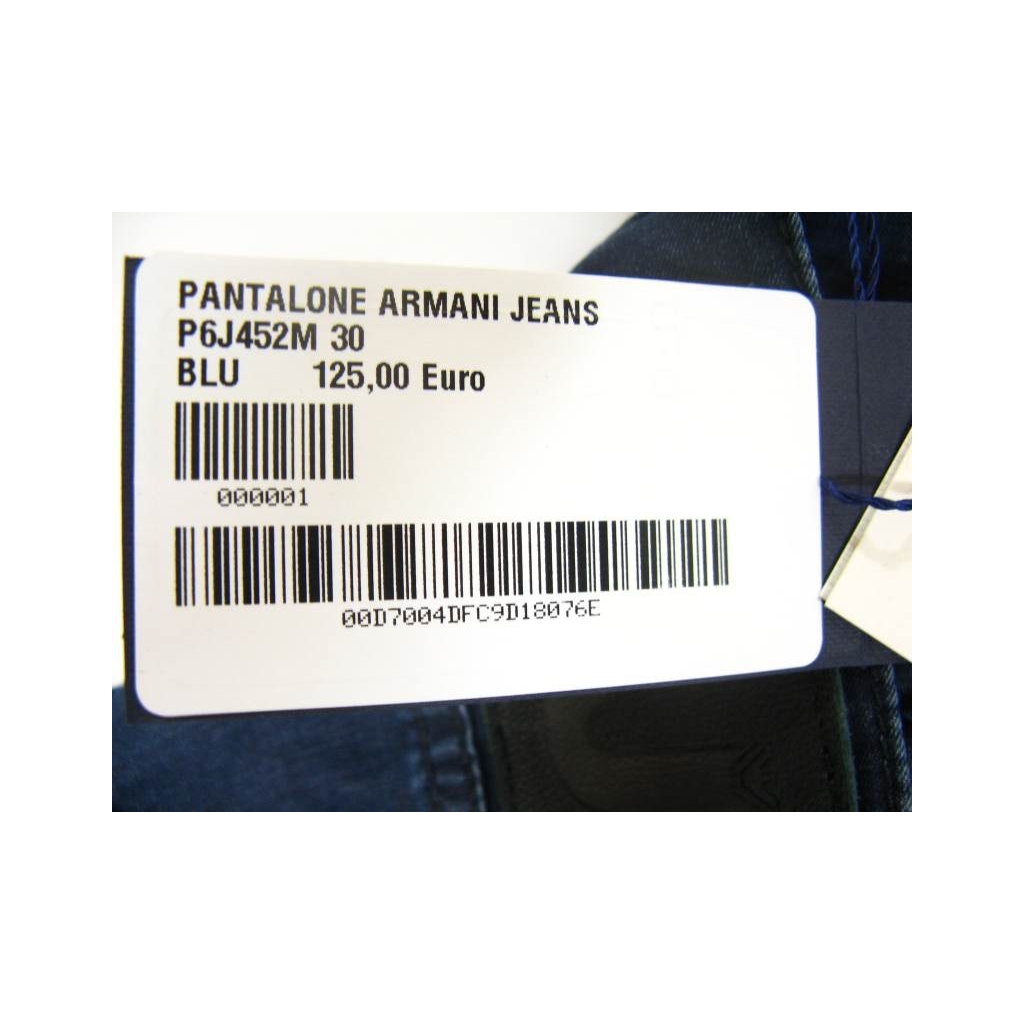 PANTALONE ARMANI JEANS
P6J452M 30
BLU 125,00 Euro
000001
00D7004DFC9D18076E